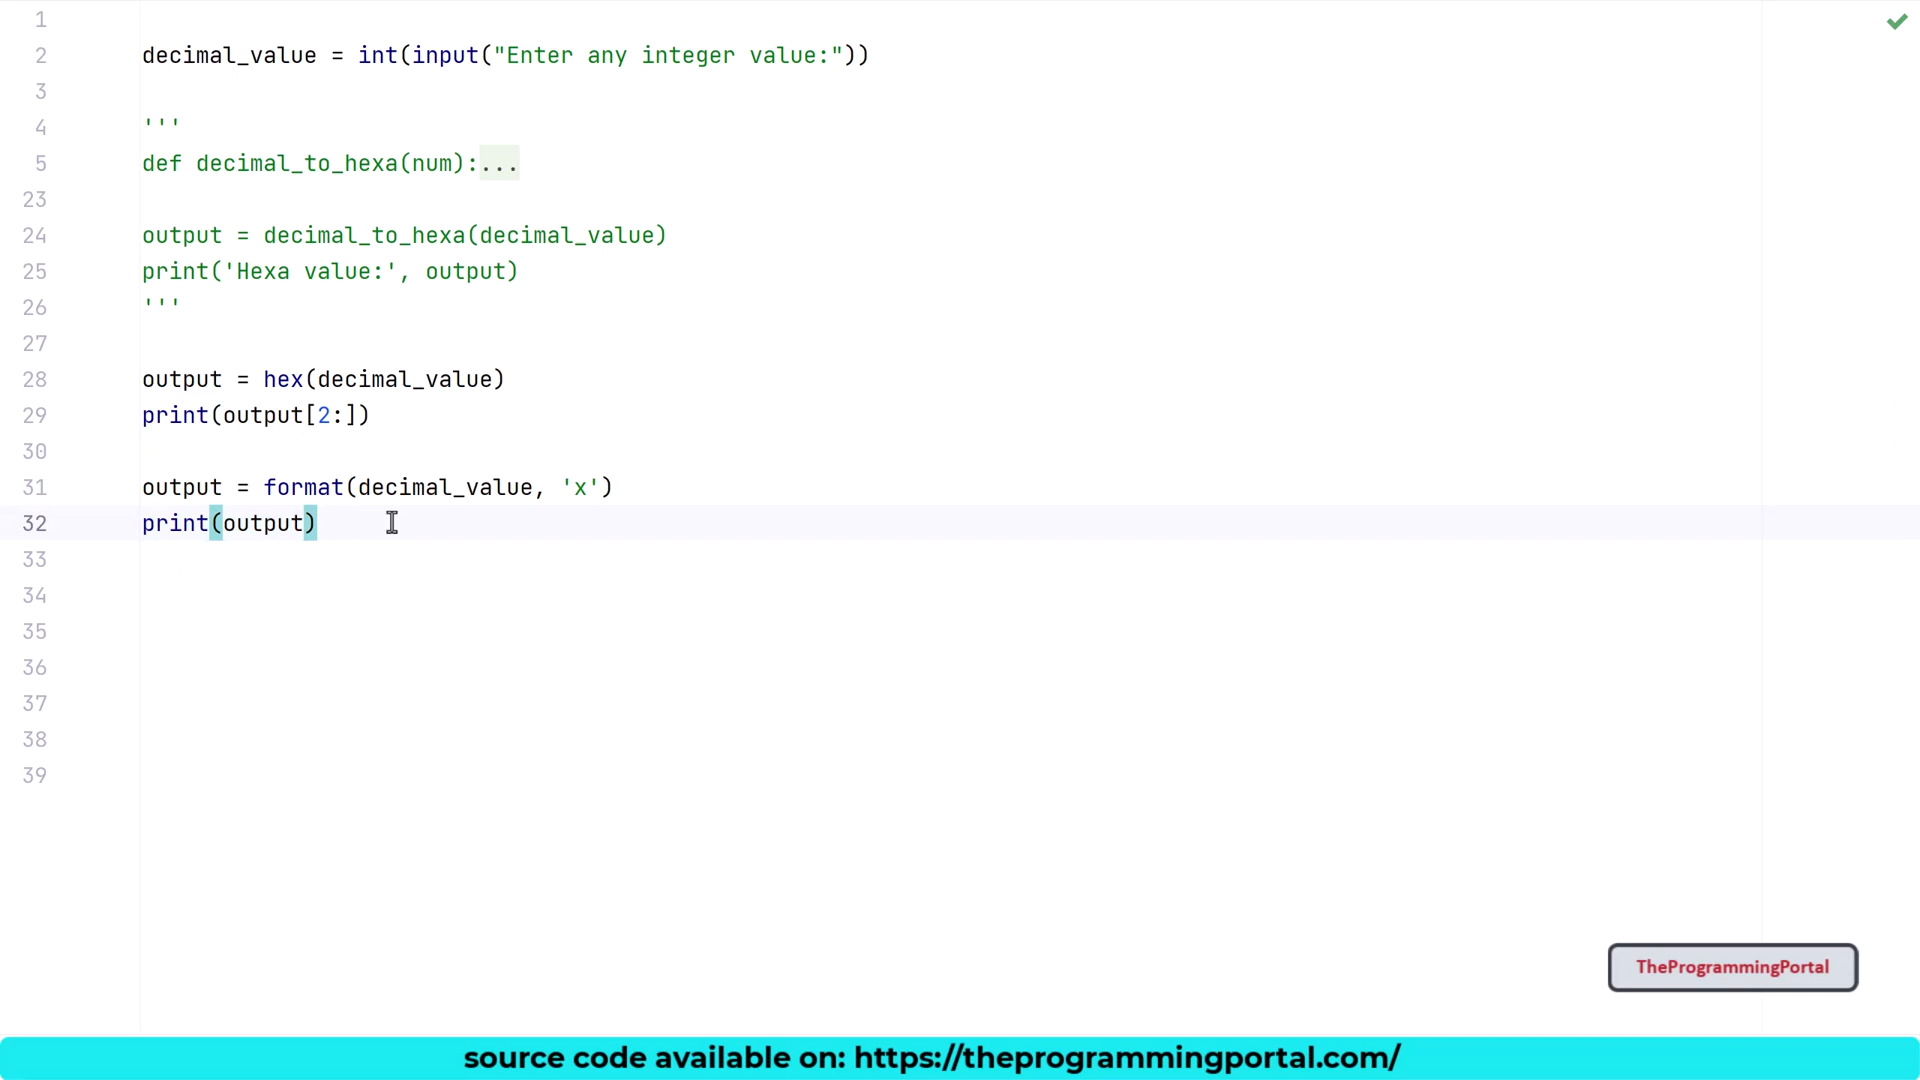 1
2 decimal_value = int(input("Enter any integer value:"))
3
4 '''
5 def decimal_to_hexa(num):...
23
24 output = decimal_to_hexa(decimal_value)
25 print('Hexa value:', output)
26 '''
27
28 output = hex(decimal_value)
29 print(output[2:])
30
31 output = format(decimal_value, 'x')
32 print(output)
33
34
35
36
37
38
39
TheProgrammingPortal
source code available on: https://theprogrammingportal.com/